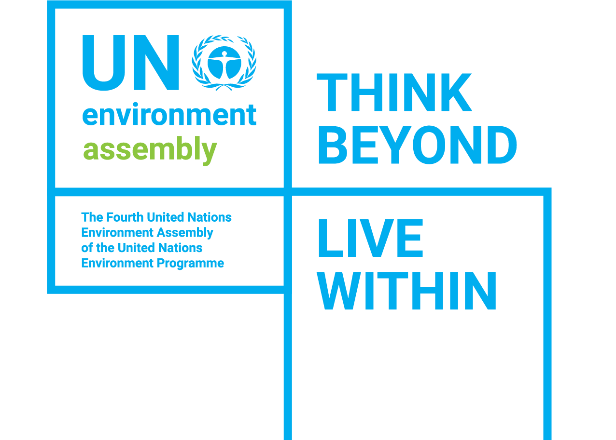 UN
environment
assembly
The Fourth United Nations
Environment Assembly
of the United Nations
Environment Programme
THINK
BEYOND
LIVE
WITHIN